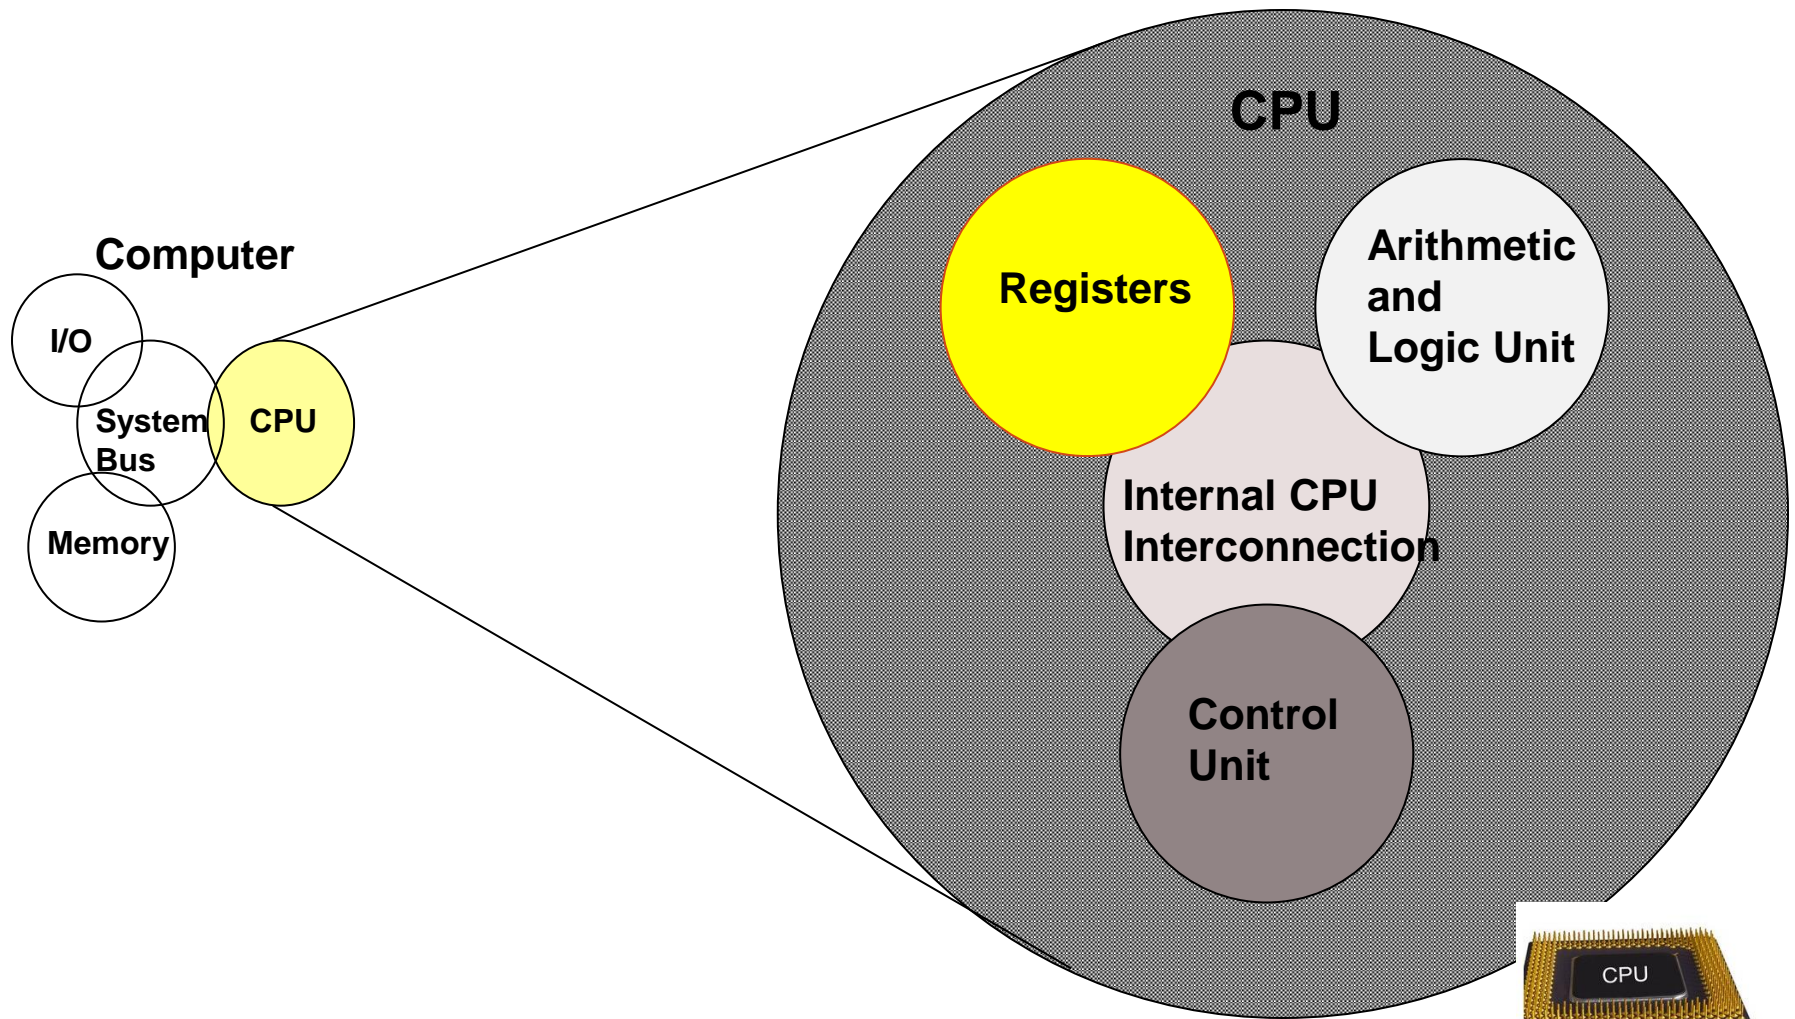 CPU
Registers
Arithmetic
and
Logic Unit
Computer
I/O
System
Bus
CPU
Memory
Internal CPU
Interconnection
Control
Unit
CPU